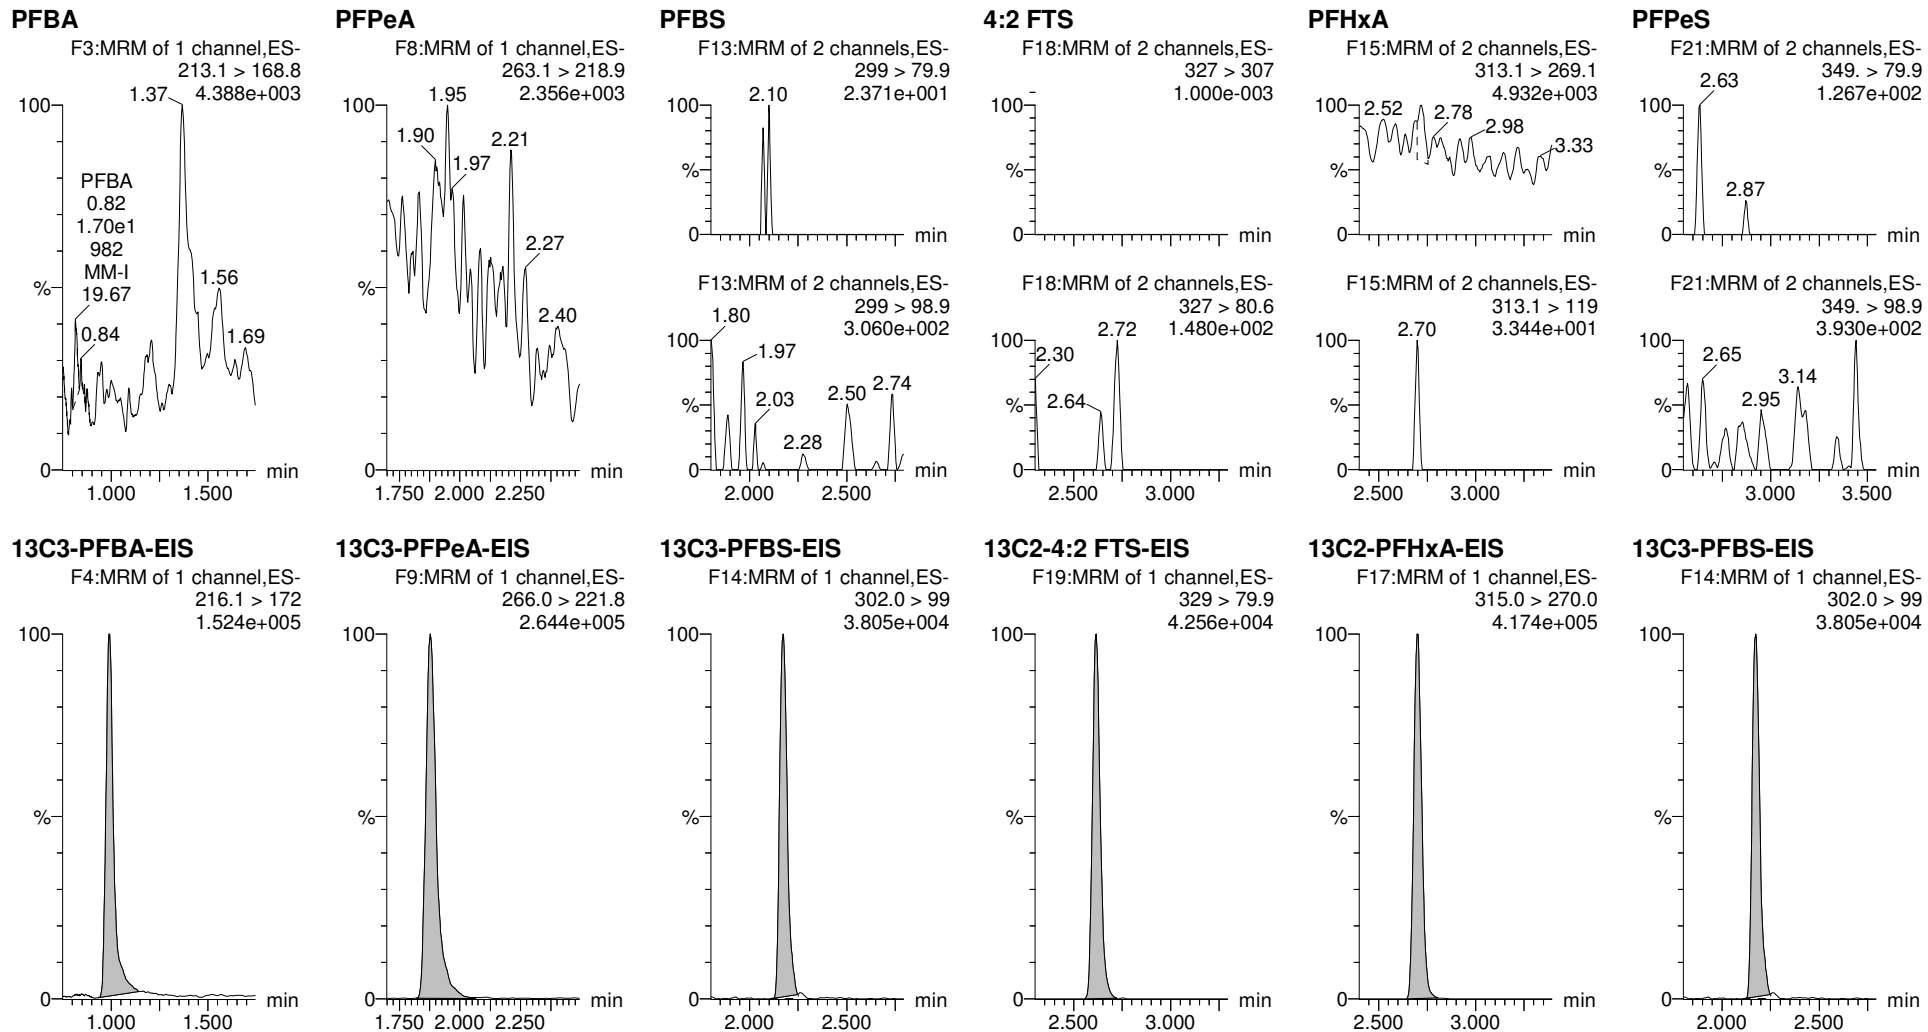 PFBA
F3:MRM of 1 channel,ES-
213.1 > 168.8
4.388e+003
1.37
100
PFBA
0.82
1.70e1
982
MM-I
19.67
0.84
1.56
1.69
%
0
min
1.000 1.500
PFPeA
F8:MRM of 1 channel,ES-
263.1 > 218.9
2.356e+003
1.95
100
1.90
1.97
2.21
2.27
2.40
%
0
min
1.750 2.000 2.250
PFBS
F13:MRM of 2 channels,ES-
299 > 79.9
2.371e+001
2.10
100
%
0
min
F13:MRM of 2 channels,ES-
299 > 98.9
3.060e+002
1.80
100
1.97
2.03
2.28
2.50
2.74
%
0
min
2.000 2.500
4:2 FTS
F18:MRM of 2 channels,ES-
327 > 307
1.000e-003
100
%
0
min
F18:MRM of 2 channels,ES-
327 > 80.6
1.480e+002
2.72
100
2.30
2.64
%
0
min
2.500 3.000
PFHxA
F15:MRM of 2 channels,ES-
313.1 > 269.1
4.932e+003
100
2.52
2.78
2.98
3.33
%
0
min
F15:MRM of 2 channels,ES-
313.1 > 119
3.344e+001
2.70
100
%
0
min
2.500 3.000
PFPeS
F21:MRM of 2 channels,ES-
349. > 79.9
1.267e+002
2.63
100
2.87
%
0
min
F21:MRM of 2 channels,ES-
349. > 98.9
3.930e+002
100
2.65
2.95
3.14
%
0
min
3.000 3.500
13C3-PFBA-EIS
F4:MRM of 1 channel,ES-
216.1 > 172
1.524e+005
100
%
0
min
1.000 1.500
13C3-PFPeA-EIS
F9:MRM of 1 channel,ES-
266.0 > 221.8
2.644e+005
100
%
0
min
1.750 2.000 2.250
13C3-PFBS-EIS
F14:MRM of 1 channel,ES-
302.0 > 99
3.805e+004
100
%
0
min
2.000 2.500
13C2-4:2 FTS-EIS
F19:MRM of 1 channel,ES-
329 > 79.9
4.256e+004
100
%
0
min
2.500 3.000
13C2-PFHxA-EIS
F17:MRM of 1 channel,ES-
315.0 > 270.0
4.174e+005
100
%
0
min
2.500 3.000
13C3-PFBS-EIS
F14:MRM of 1 channel,ES-
302.0 > 99
3.805e+004
100
%
0
min
2.000 2.500